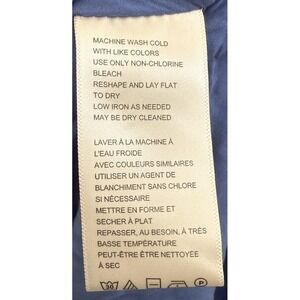 MACHINE WASH COLD
WITH LIKE COLORS
USE ONLY NON-CHLORINE
BLEACH
RESHAPE AND LAY FLAT
TO DRY
LOW IRON AS NEEDED
MAY BE DRY CLEANED
LAVER À LA MACHINE À
L'EAU FROIDE
AVEC COULEURS SIMILAIRES
UTILISER UN AGENT DE
BLANCHIMENT SANS CHLORE
SI NÉCESSAIRE
METTRE EN FORME ET
SECHER À PLAT
REPASSER, AU BESOIN, À TRÈS
BASSE TEMPÉRATURE
PEUT-ÊTRE ÊTRE NETTOYÉE
À SEC
30 P